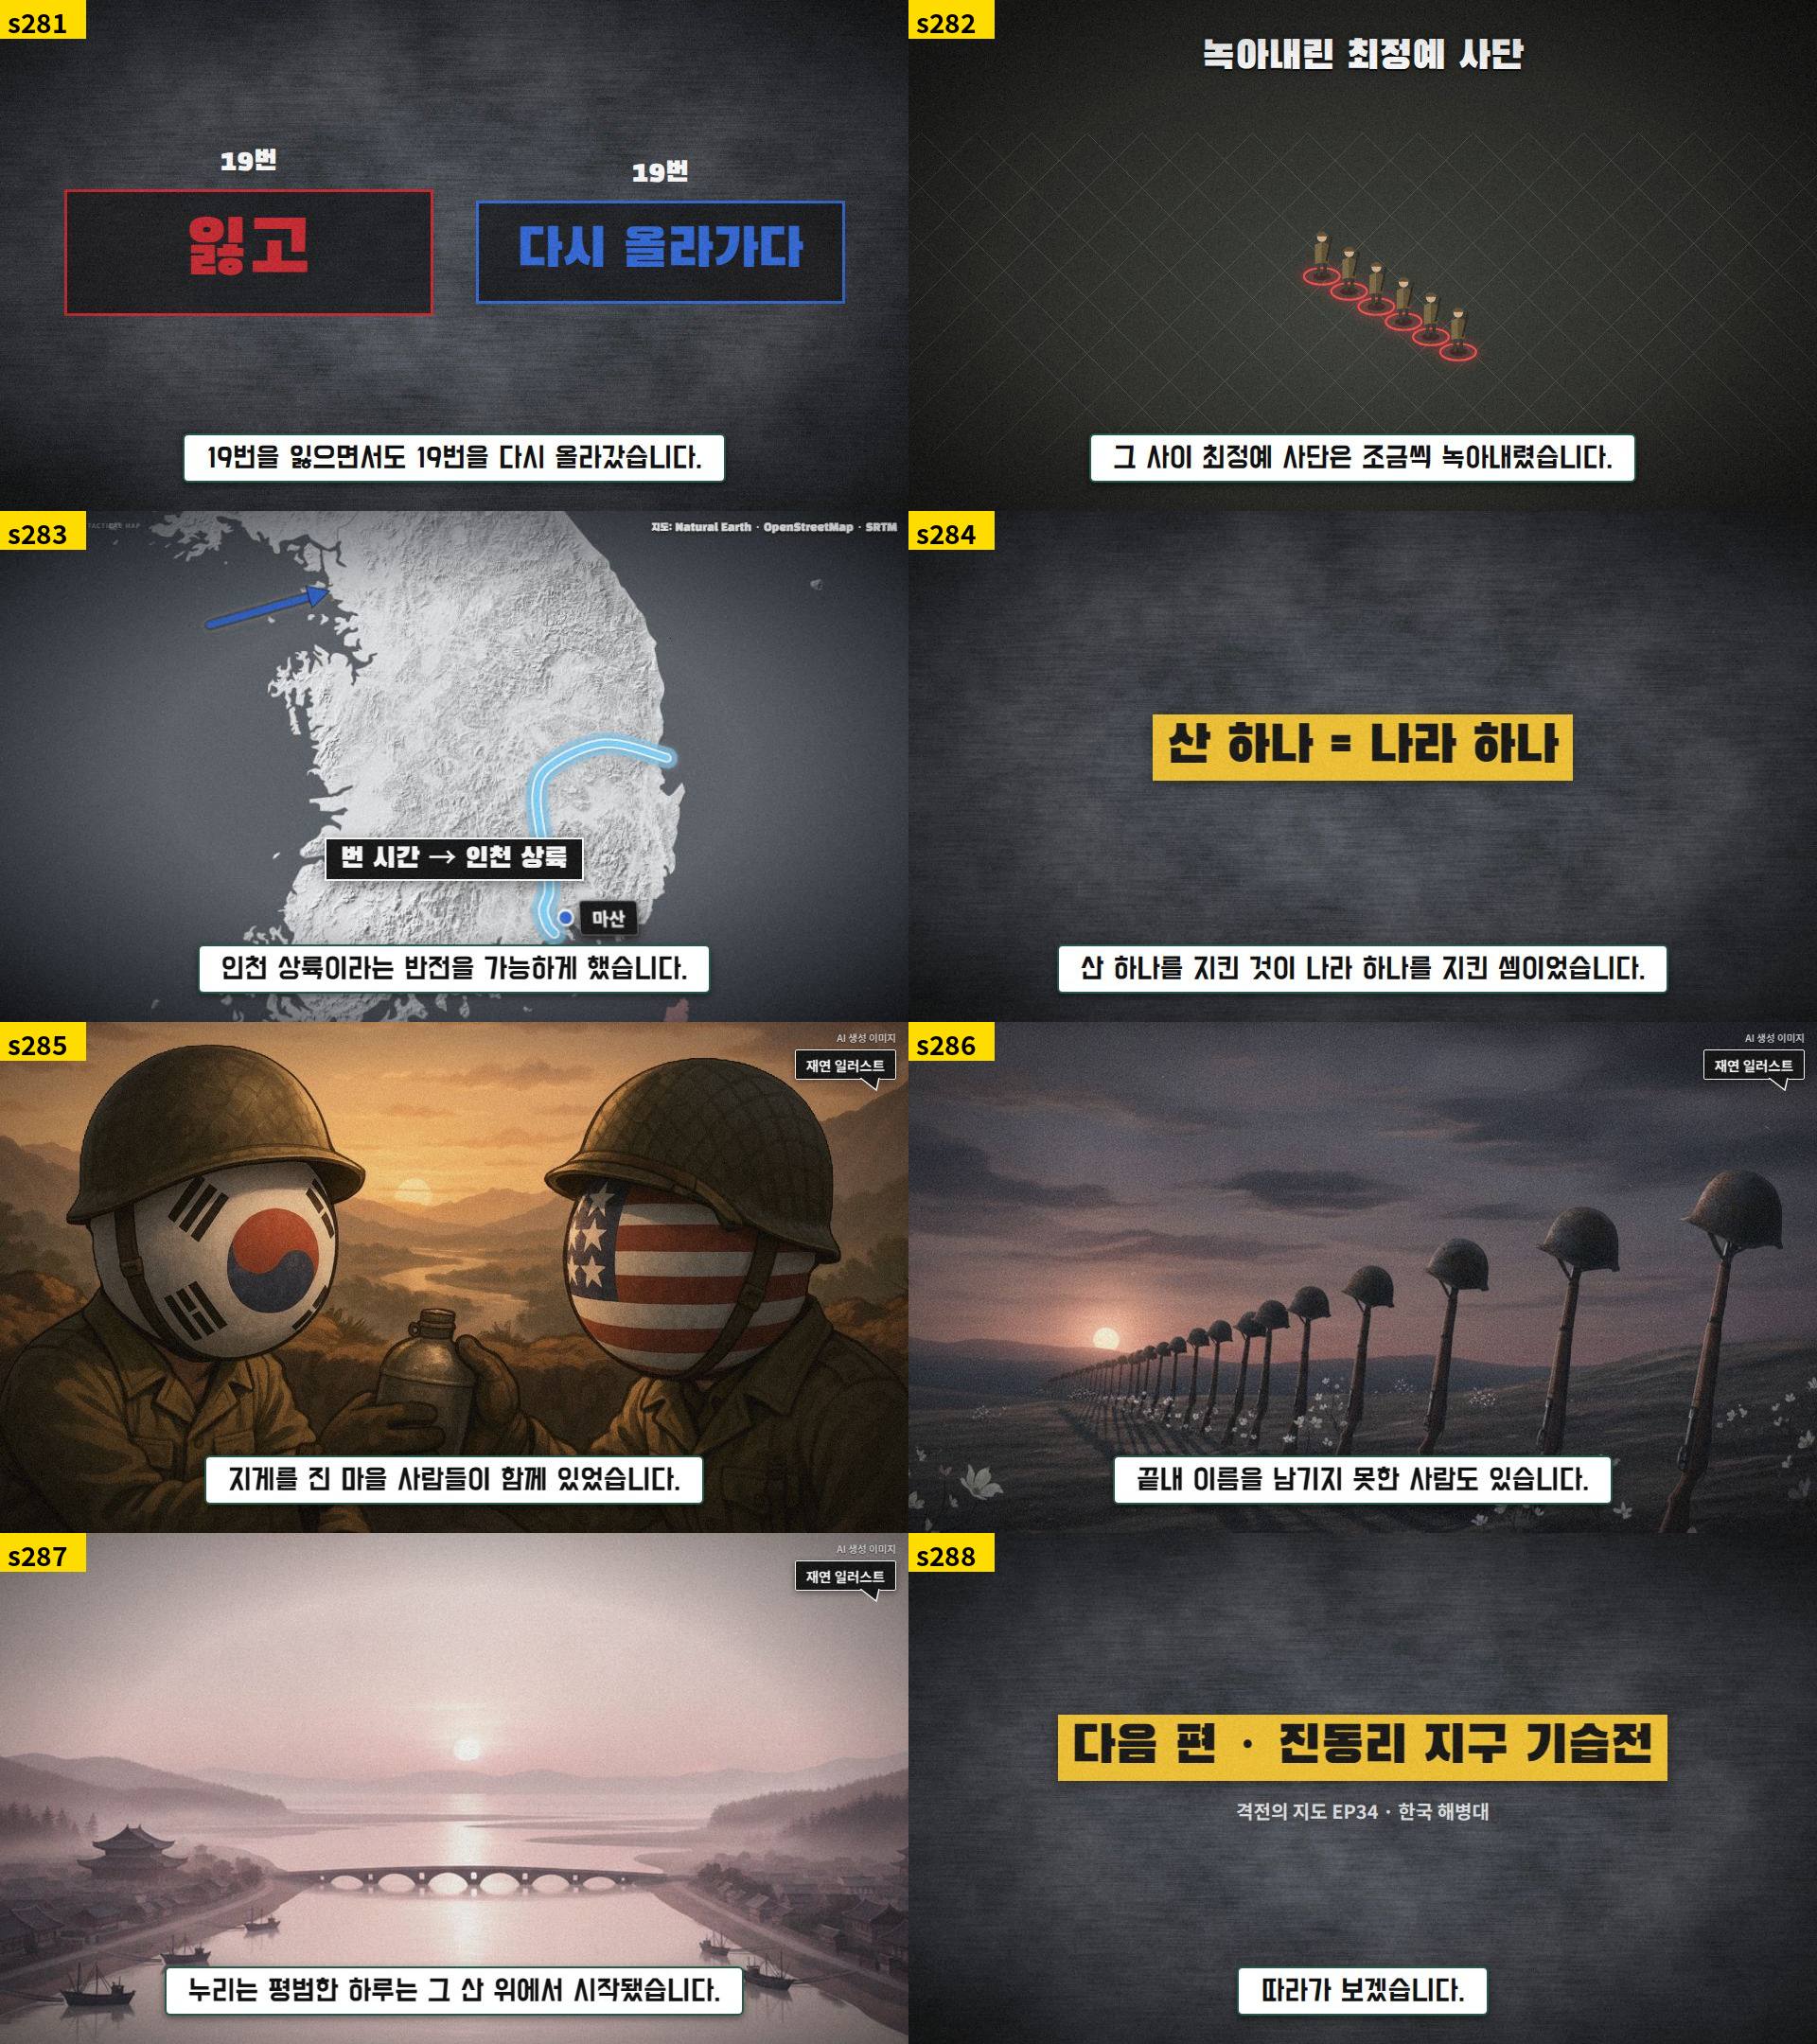 s281
19번
잃고
19번
다시 올라가다
19번을 잃으면서도 19번을 다시 올라갔습니다.
s282
녹아내린 최정예 사단
그 사이 최정예 사단은 조금씩 녹아내렸습니다.
s283
TACTICAL MAP
지도: Natural Earth · OpenStreetMap · SRTM
번 시간 → 인천 상륙
마산
인천 상륙이라는 반전을 가능하게 했습니다.
s284
산 하나 = 나라 하나
산 하나를 지킨 것이 나라 하나를 지킨 셈이었습니다.
s285
AI 생성 이미지
재연 일러스트
지게를 진 마을 사람들이 함께 있었습니다.
s286
AI 생성 이미지
재연 일러스트
끝내 이름을 남기지 못한 사람도 있습니다.
s287
AI 생성 이미지
재연 일러스트
누리는 평범한 하루는 그 산 위에서 시작됐습니다.
s288
다음 편 · 진동리 지구 기습전
격전의 지도 EP34 · 한국 해병대
따라가 보겠습니다.